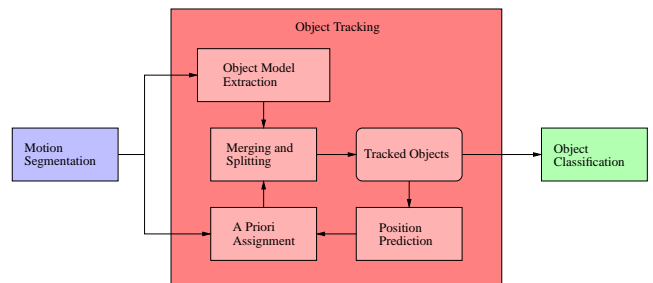 Object Tracking
Object Model
Extraction
Motion
Segmentation
Merging and
Splitting
Tracked Objects
Object
Classification
A Priori
Assignment
Position
Prediction